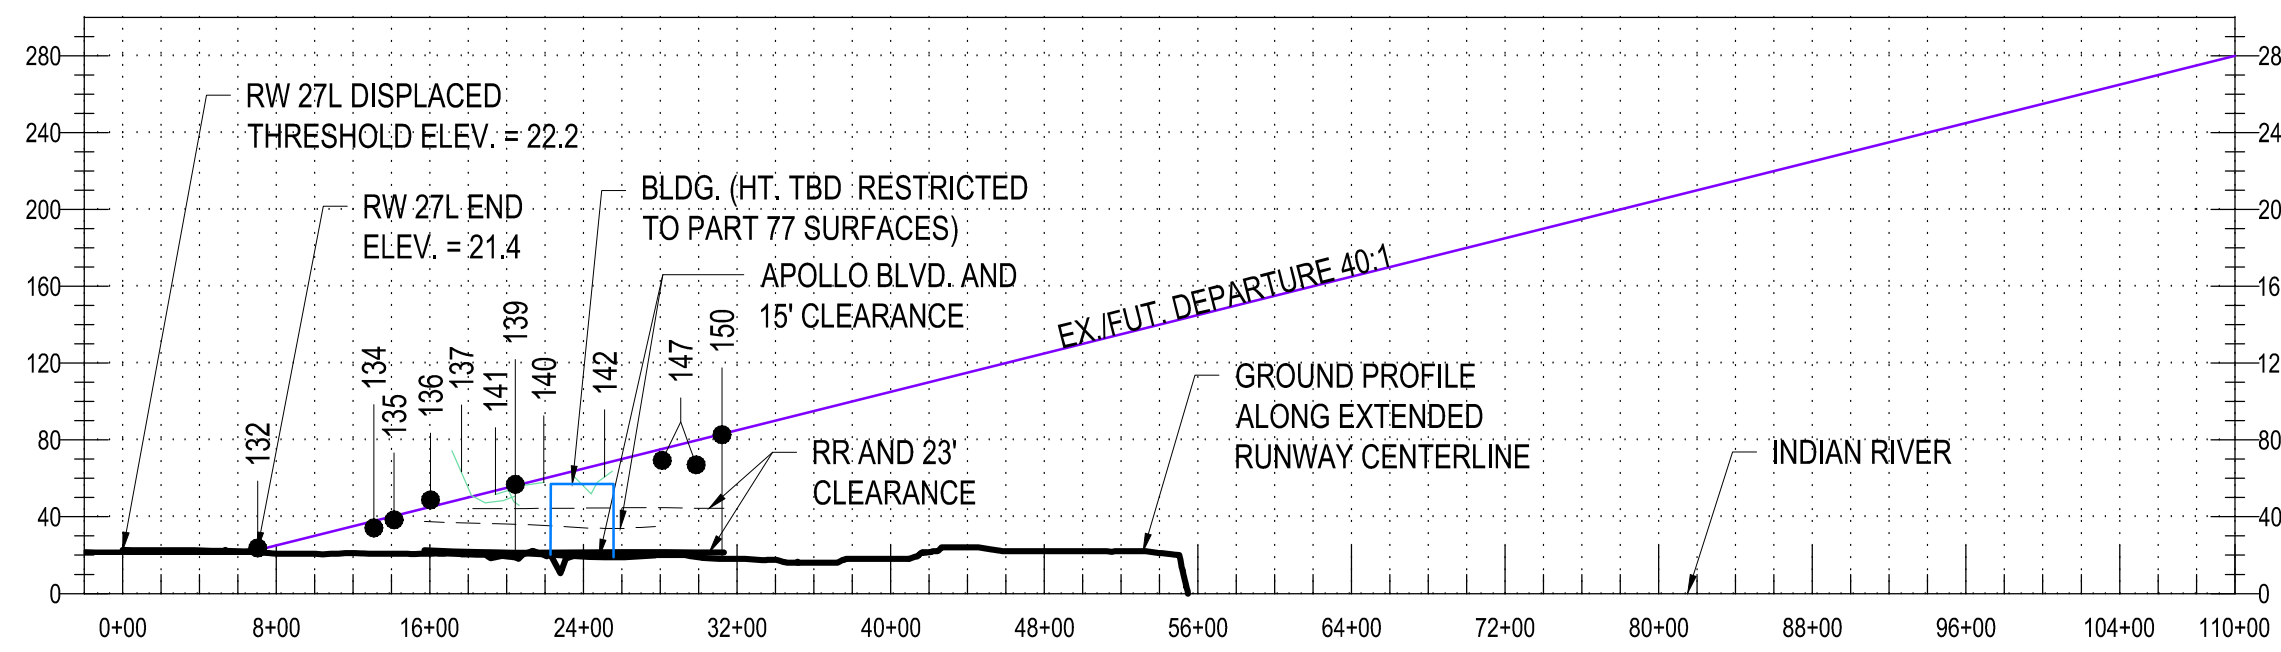 280
240
200
160
120
80
40
0
RW 27L DISPLACED
THRESHOLD ELEV. = 22.2
RW 27L END
ELEV. = 21.4
BLDG. (HT. TBD RESTRICTED
TO PART 77 SURFACES)
APOLLO BLVD. AND
15' CLEARANCE
EX./FUT. DEPARTURE 40:1
132
134
135
136
137
141
139
140
142
147
150
RR AND 23'
CLEARANCE
GROUND PROFILE
ALONG EXTENDED
RUNWAY CENTERLINE
INDIAN RIVER
28
24
20
16
12
80
40
0
0+00 8+00 16+00 24+00 32+00 40+00 48+00 56+00 64+00 72+00 80+00 88+00 96+00 104+00 110+00